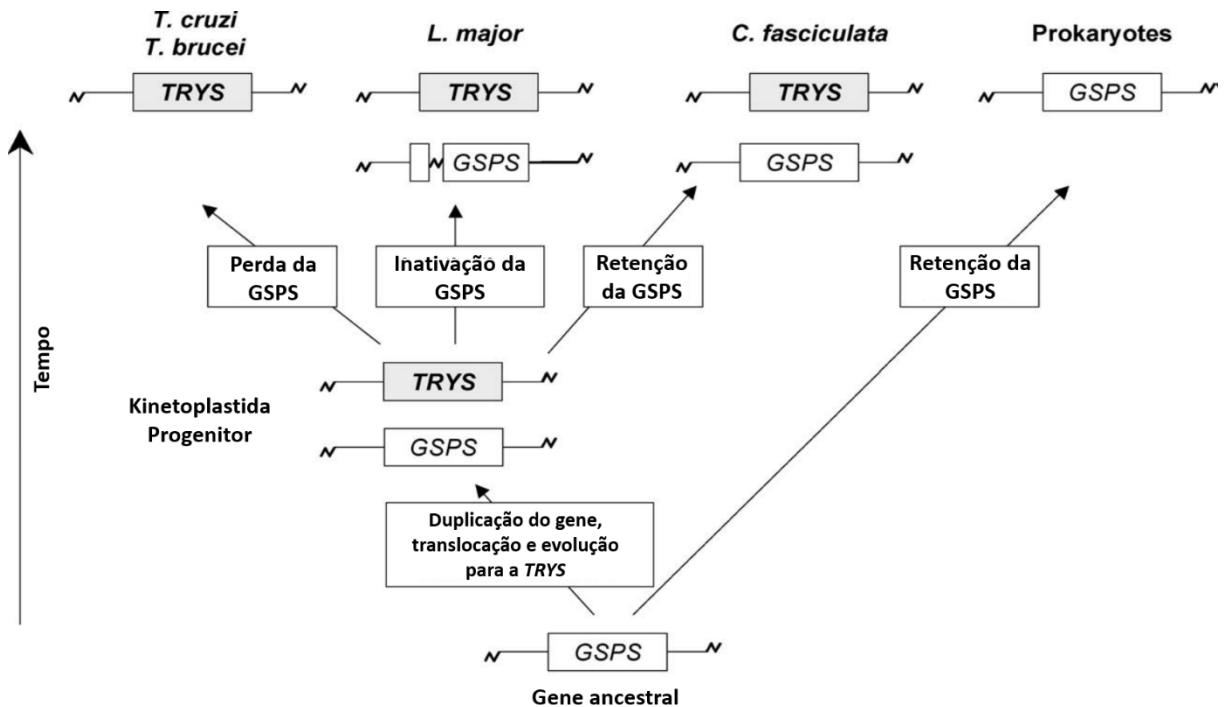 T. cruzi
T. brucei
L. major
C. fasciculata
Prokaryotes
TRYS
TRYS
TRYS
GSPS
GSPS
GSPS
Perda da
GSPS
Inativação da
GSPS
Retenção
da GSPS
Retenção da
GSPS
Tempo
TRYS
Kinetoplastida
Progenitor
GSPS
Duplicação do gene,
translocação e evolução
para a TRYS
GSPS
Gene ancestral